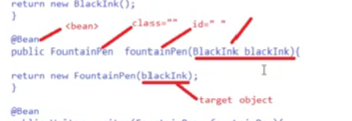 return new BlackInk();
}
<bean> class="" id=" "
@Bean
public FountainPen fountainPen(BlackInk blackInk){
return new FountainPen(blackInk);
}
target object
@Bean